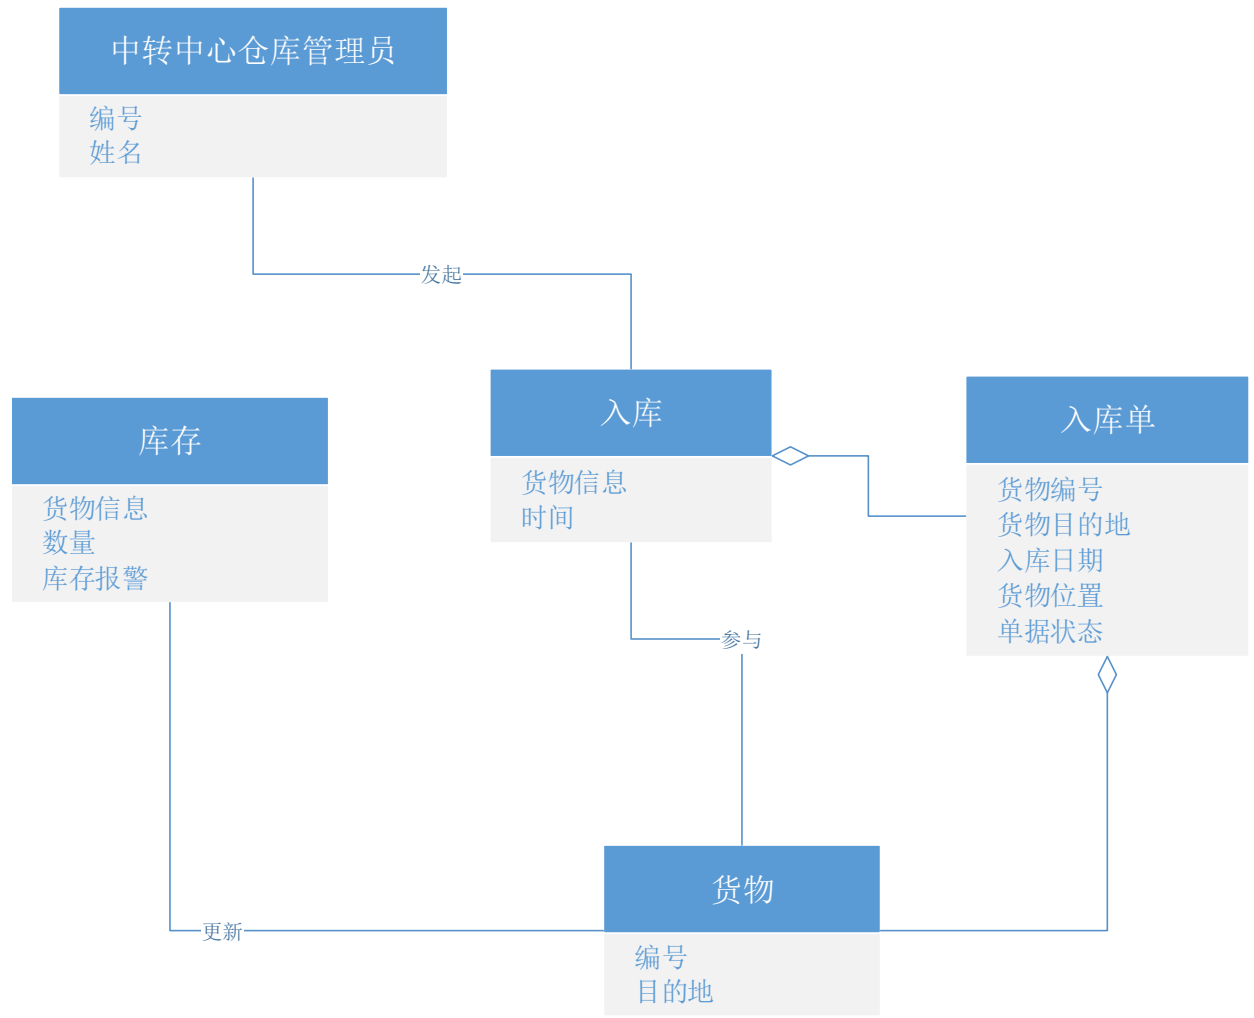 中转中心仓库管理员
编号
姓名
发起
库存
货物信息
数量
库存报警
入库
货物信息
时间
入库单
货物编号
货物目的地
入库日期
货物位置
单据状态
参与
货物
编号
目的地
更新